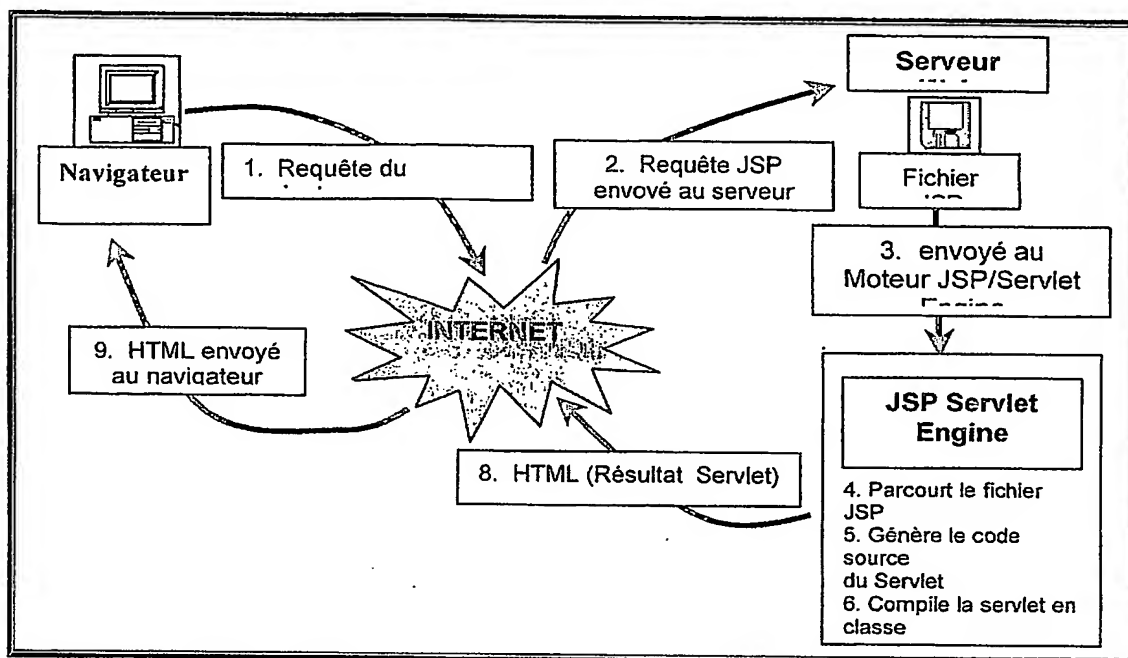 Serveur
Navigateur
1. Requête du
2. Requête JSP
envoyé au serveur
Fichier
3. envoyé au
Moteur JSP/Servlet
Engine
INTERNET
9. HTML envoyé
au navigateur
JSP Servlet
Engine
8. HTML (Résultat Servlet)
4. Parcourt le fichier
JSP
5. Génère le code
source
du Servlet
6. Compile la servlet en
classe